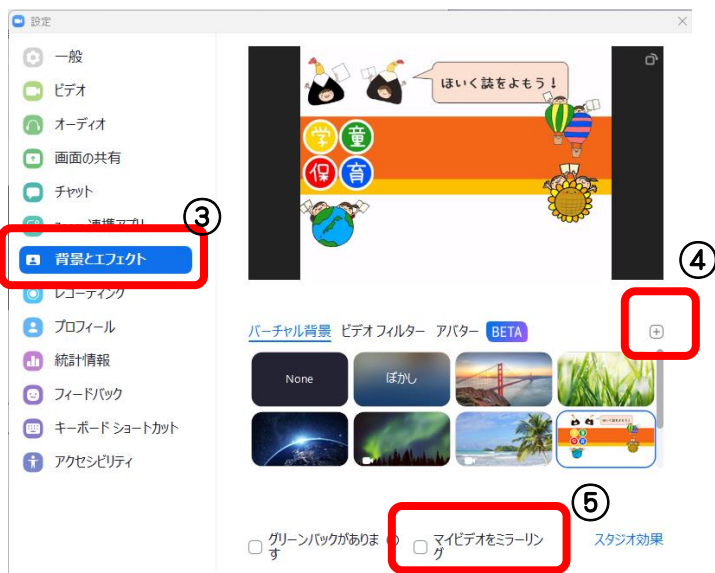 設定
一般
ビデオ
オーディオ
画面の共有
チャット
連携アプリ
③
背景とエフェクト
レコーディング
プロフィール
統計情報
フィードバック
キーボード ショートカット
アクセシビリティ
ほいく誌をよもう!
学童
保育
④
バーチャル背景 ビデオ フィルター アバター BETA
None
ぼかし
⑤
グリーンバックがありま
す
マイビデオをミラーリン
グ
スタジオ効果